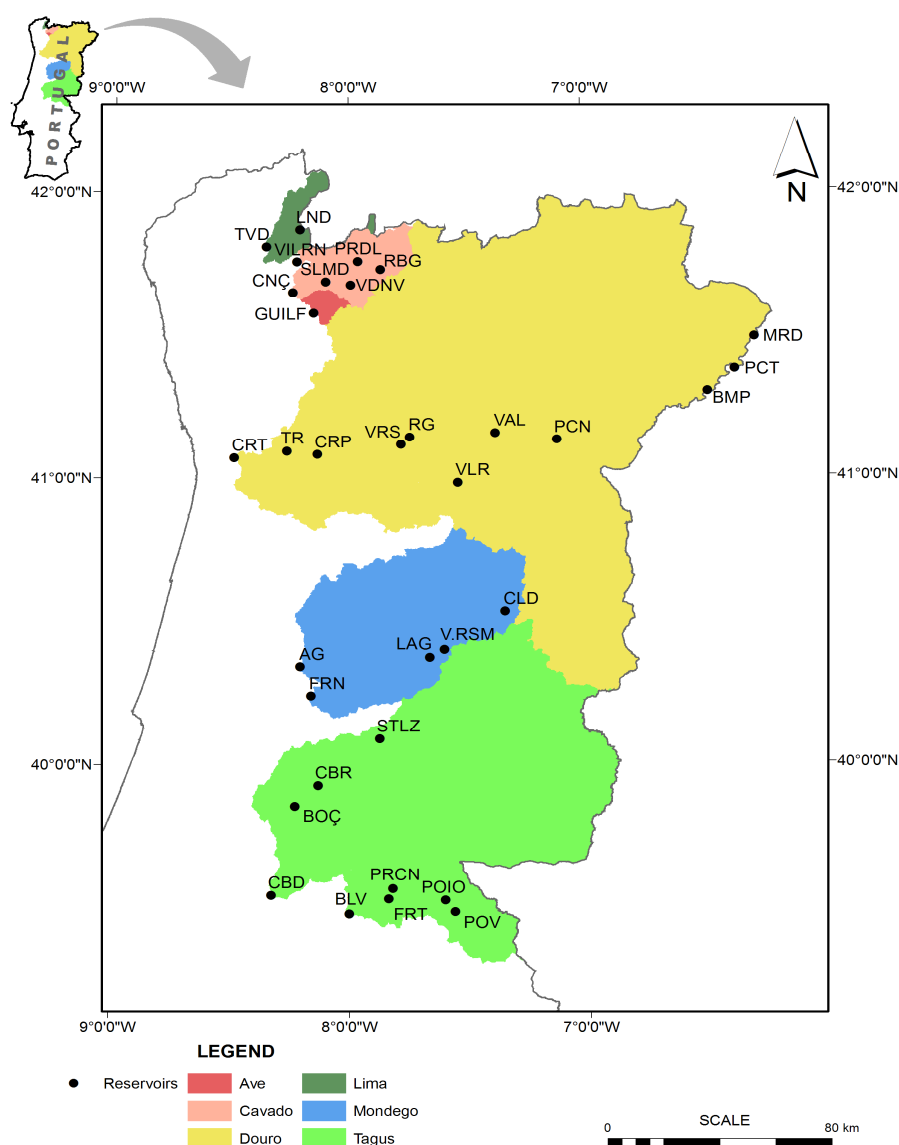 PORTUGAL
9°0'0"W 8°0'0"W 7°0'0"W
42°0'0"N 42°0'0"N
N
LND
TVD
VILRN PRDL
RBG
SLMD
CNÇ VDNV
GUILF
MRD
PCT
BMP
VAL
RG
VRS PCN
TR CRP
CRT
VLR
41°0'0"N 41°0'0"N
CLD
V.RSM
LAG
AG
FRN
STLZ
40°0'0"N 40°0'0"N
CBR
BOÇ
PRCN
CBD POIO
BLV
FRT POV
9°0'0"W 8°0'0"W 7°0'0"W
LEGEND
Reservoirs Ave Lima
Cavado Mondego
Douro Tagus
SCALE
0 80 km